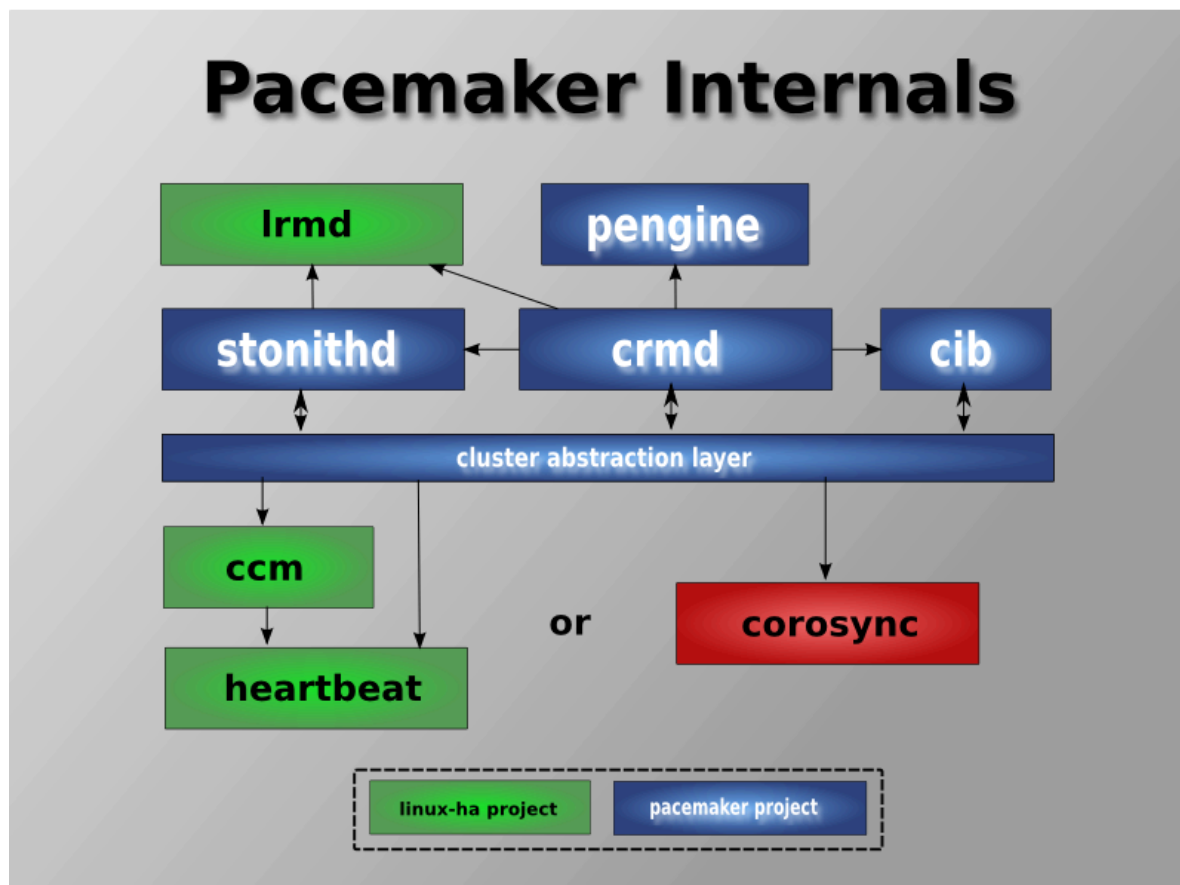 Pacemaker Internals
lrmd
pengine
stonithd
crmd
cib
cluster abstraction layer
ccm
or
corosync
heartbeat
linux-ha project
pacemaker project